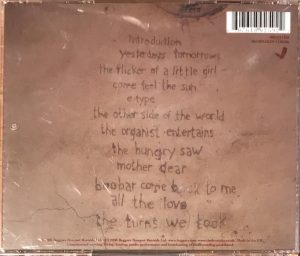 introduction
yesterdays tomorrows
the flicker of a little girl
come feel the sun
e type
the other side of the world
the organist entertains
the hungry saw
mother dear
boobar come back to me
all the love
the turns we took